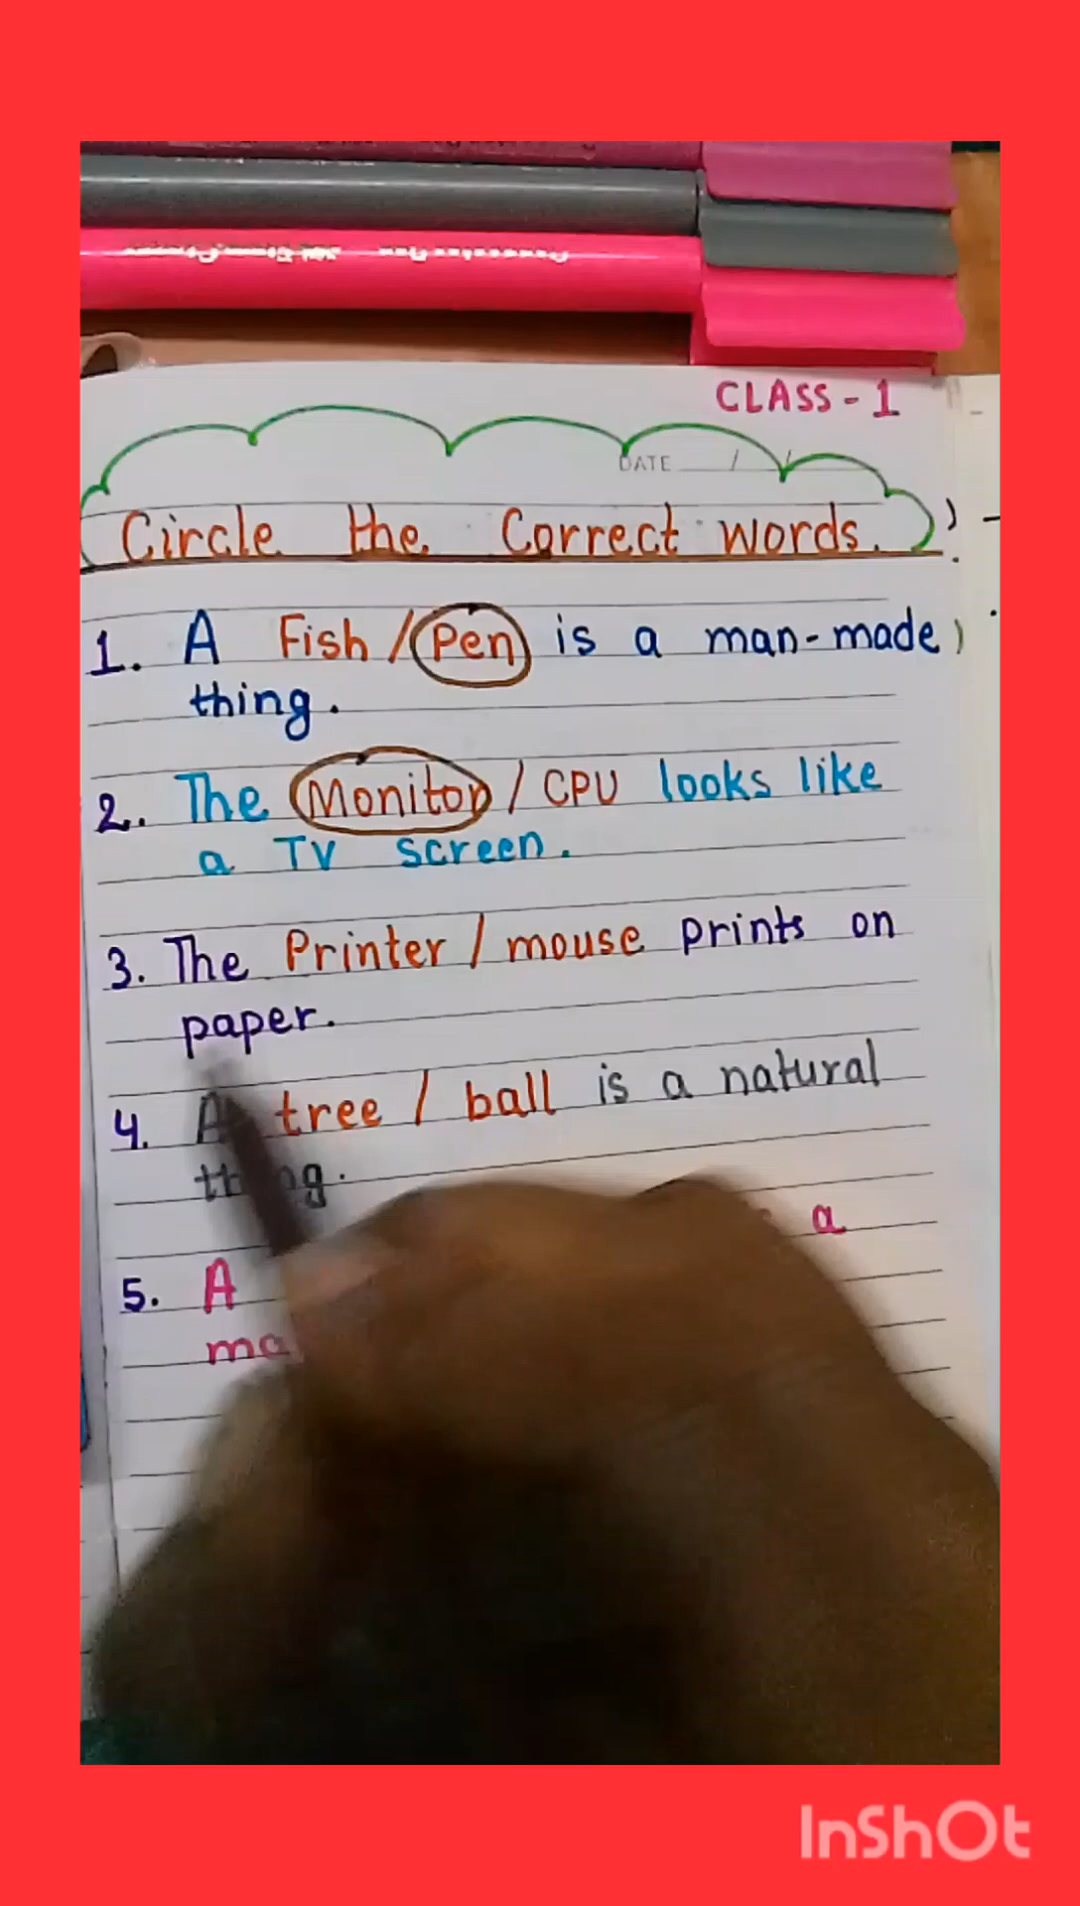 CLASS - 1
DATE / /
Circle the Correct words.
1. A Fish / Pen is a man-made
thing.
2. The Monitor / CPU looks like
a TV screen.
3. The Printer / mouse prints on
paper.
4. A tree / ball is a natural
thing.
5. A a
InShOt